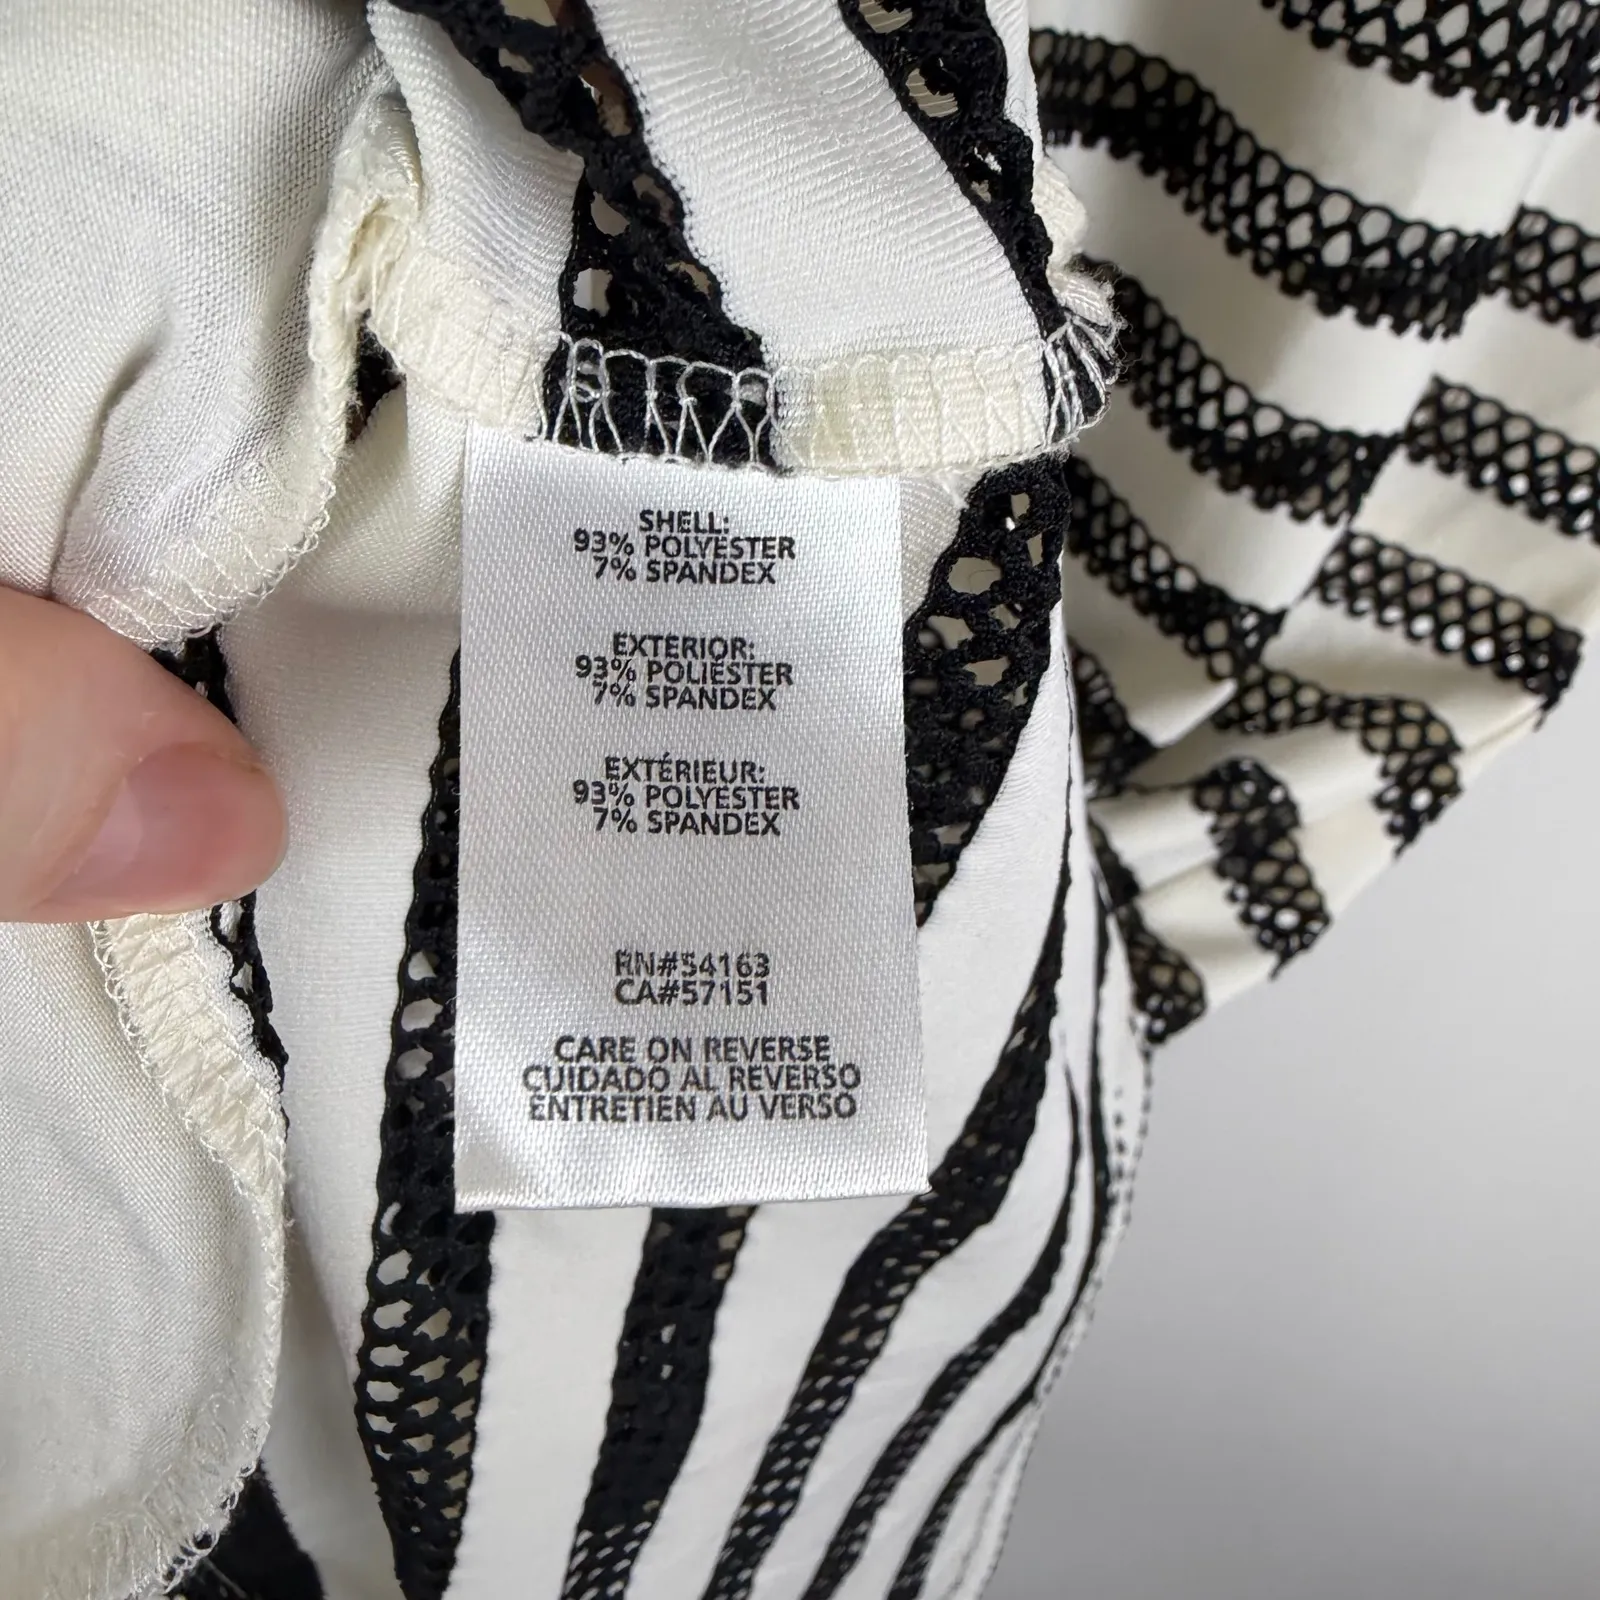 SHELL:
93% POLYESTER
7% SPANDEX
EXTERIOR:
93% POLIÉSTER
7% SPANDEX
EXTÉRIEUR:
93% POLYESTER
7% SPANDEX
RN#54163
CA#57151
CARE ON REVERSE
CUIDADO AL REVERSO
ENTRETIEN AU VERSO